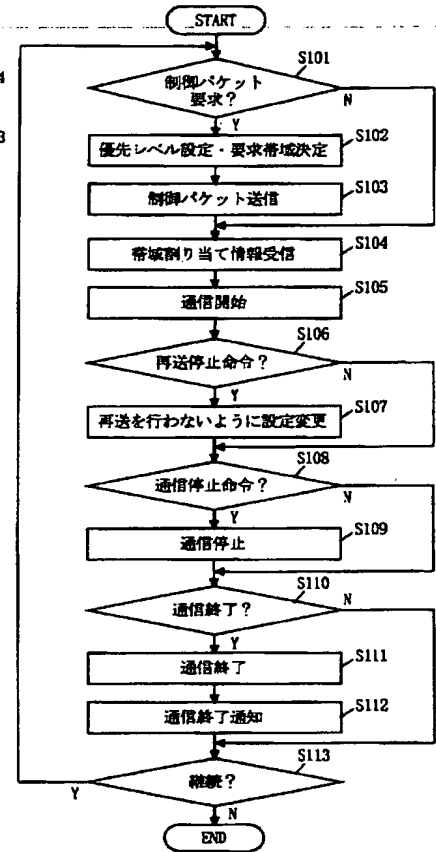 START
4
3
制御パケット
要求?
S101
N
Y
優先レベル設定・要求帯域決定
S102
制御パケット送信
S103
帯域割り当て情報受信
S104
通信開始
S105
再送停止命令?
S106
N
Y
再送を行わないように設定変更
S107
通信停止命令?
S108
N
Y
通信停止
S109
通信終了?
S110
N
Y
通信終了
S111
通信終了通知
S112
継続?
S113
Y
N
END